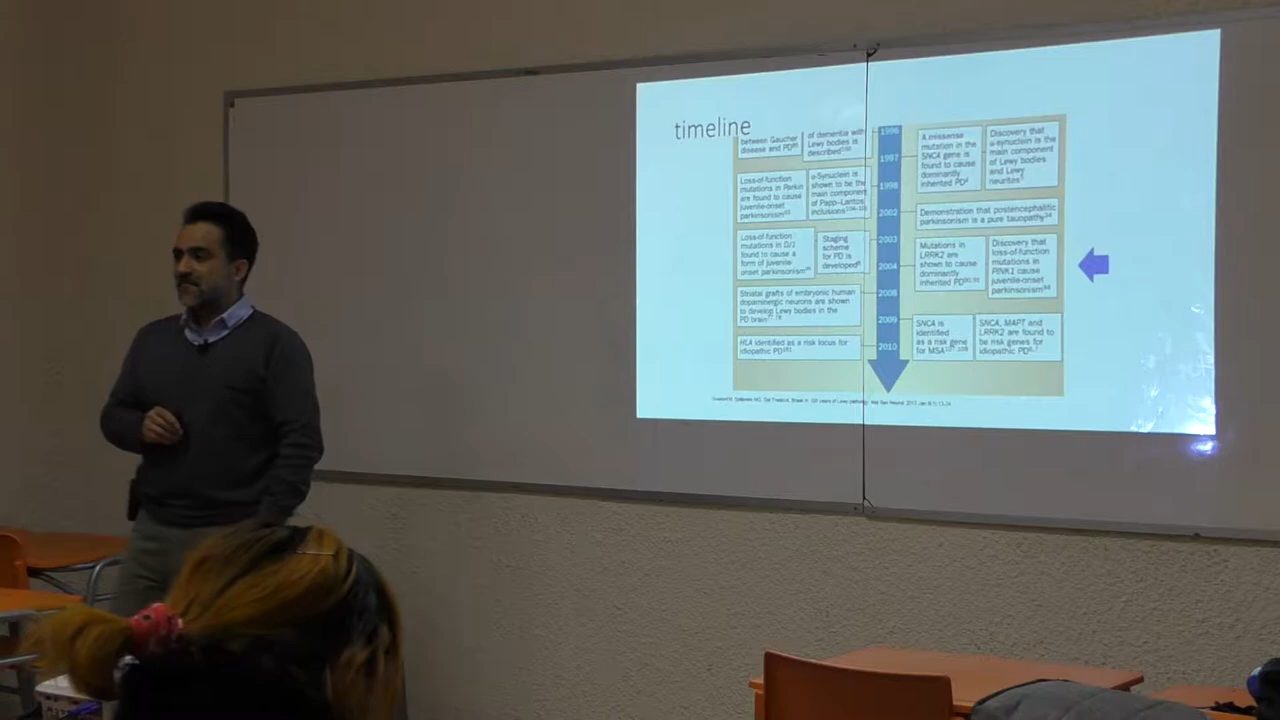 timeline
between Gaucher
disease and PD
of dementia with
Lewy bodies is
described
1996
1997
1998
2002
2003
2004
2008
2009
2010
A missense
mutation in the
SNCA gene is
found to cause
dominantly
inherited PD
Discovery that
α-synuclein is the
main component
of Lewy bodies
and Lewy
neurites
Loss-of-function
mutations in Parkin
are found to cause
juvenile-onset
parkinsonism
α-Synuclein is
shown to be the
main component
of Papp–Lantos
inclusions
Demonstration that postencephalitic
parkinsonism is a pure tauopathy
Loss-of function
mutations in DJ1
found to cause a
form of juvenile-
onset parkinsonism
Staging
scheme
for PD is
developed
Mutations in
LRRK2 are
shown to cause
dominantly
inherited PD
Discovery that
loss-of-function
mutations in
PINK1 cause
juvenile-onset
parkinsonism
Striatal grafts of embryonic human
dopaminergic neurons are shown
to develop Lewy bodies in the
PD brain
SNCA is
identified
as a risk gene
for MSA
SNCA, MAPT and
LRRK2 are found to
be risk genes for
idiopathic PD
HLA identified as a risk locus for
idiopathic PD